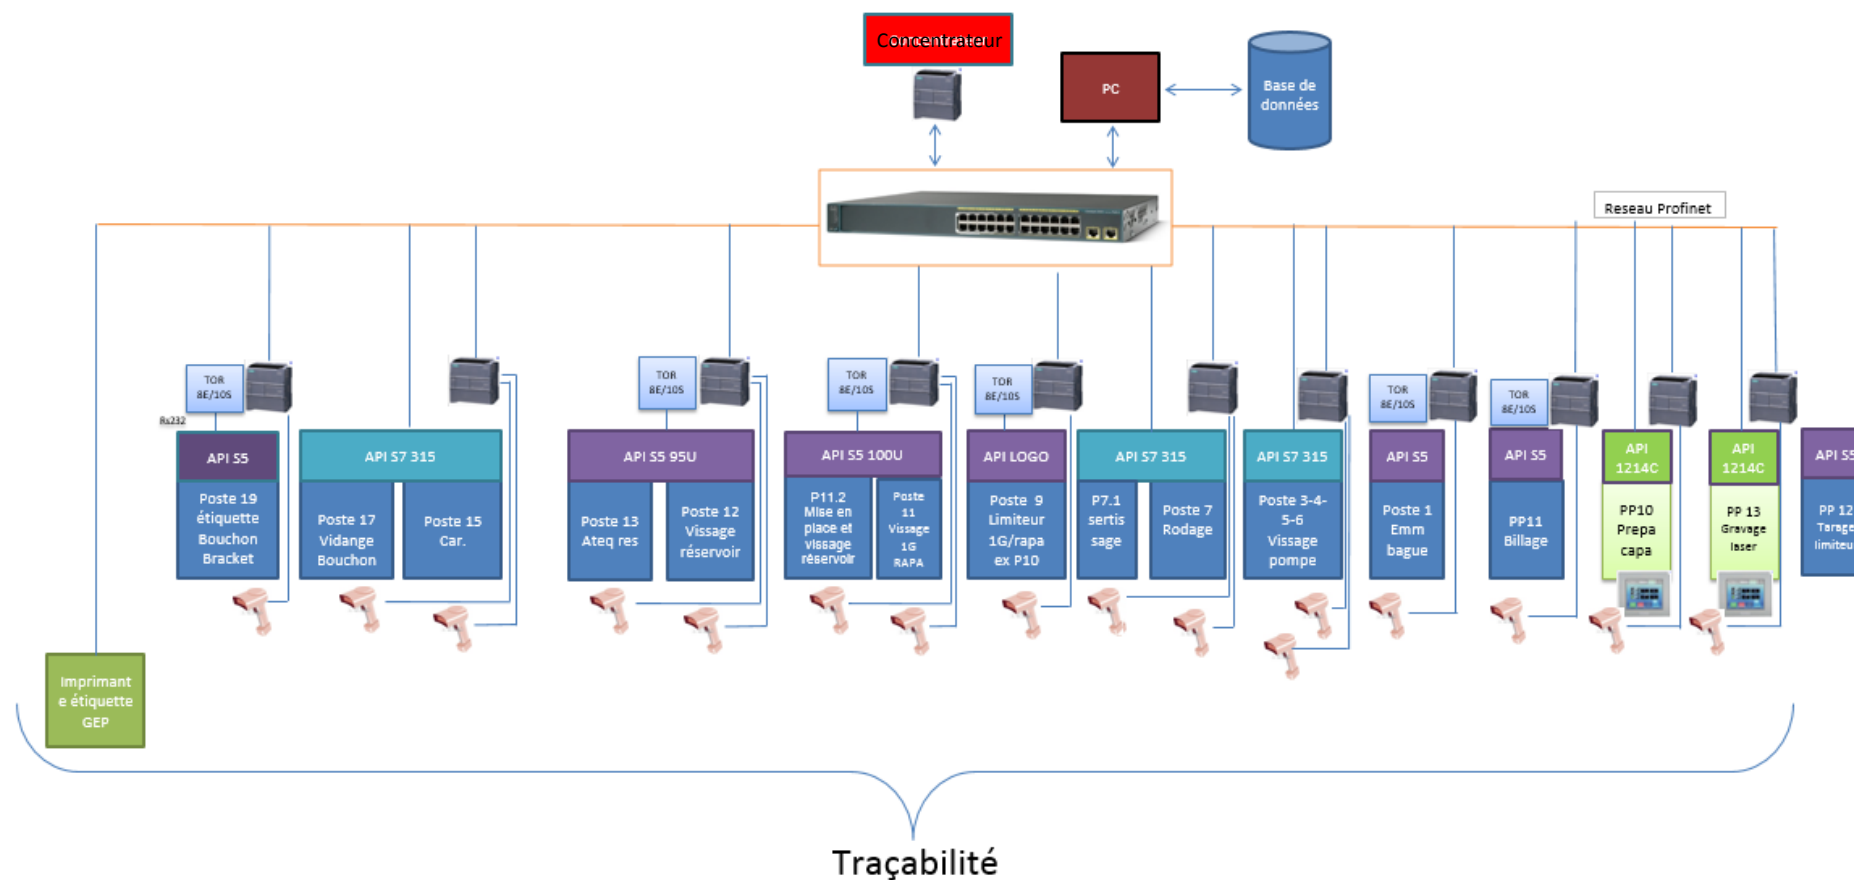 Concentrateur
PC
Base de
données
Reseau Profinet
TOR
8E/10S
TOR
8E/10S
TOR
8E/10S
TOR
8E/10S
TOR
8E/10S
TOR
8E/10S
Rs232
API S5
API S7 315
API S5 95U
API S5 100U
API LOGO
API S7 315
API S7 315
API S5
API S5
API
1214C
API
1214C
API S5
Poste 19
étiquette
Bouchon
Bracket
Poste 17
Vidange
Bouchon
Poste 15
Car.
Poste 13
Ateq res
Poste 12
Vissage
réservoir
P11.2
Mise en
place et
vissage
réservoir
Poste
11
Vissage
1G
RAPA
Poste 9
Limiteur
1G/rapa
ex P10
P7.1
sertis
sage
Poste 7
Rodage
Poste 3-4-
5-6
Vissage
pompe
Poste 1
Emm
bague
PP11
Billage
PP10
Prepa
capa
PP 13
Gravage
laser
PP 12
Tarage
limiteu
Imprimant
e étiquette
GEP
Traçabilité